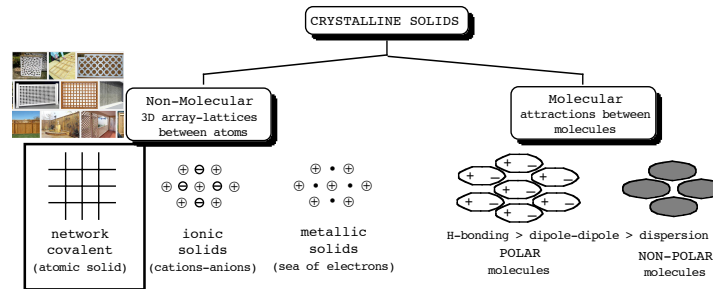 CRYSTALLINE SOLIDS
Non-Molecular
3D array-lattices
between atoms
Molecular
attractions between
molecules
⊕ ⊖ ⊕
⊕ ⊖ ⊕ ⊖ ⊕
⊕ ⊖ ⊕
⊕ • ⊕
⊕ • ⊕ • ⊕
⊕ • ⊕
+ −
+ − + −
+ −
+ − + −
+ −
network
covalent
(atomic solid)
ionic
solids
(cations-anions)
metallic
solids
(sea of electrons)
H-bonding > dipole-dipole > dispersion
POLAR
molecules
NON-POLAR
molecules